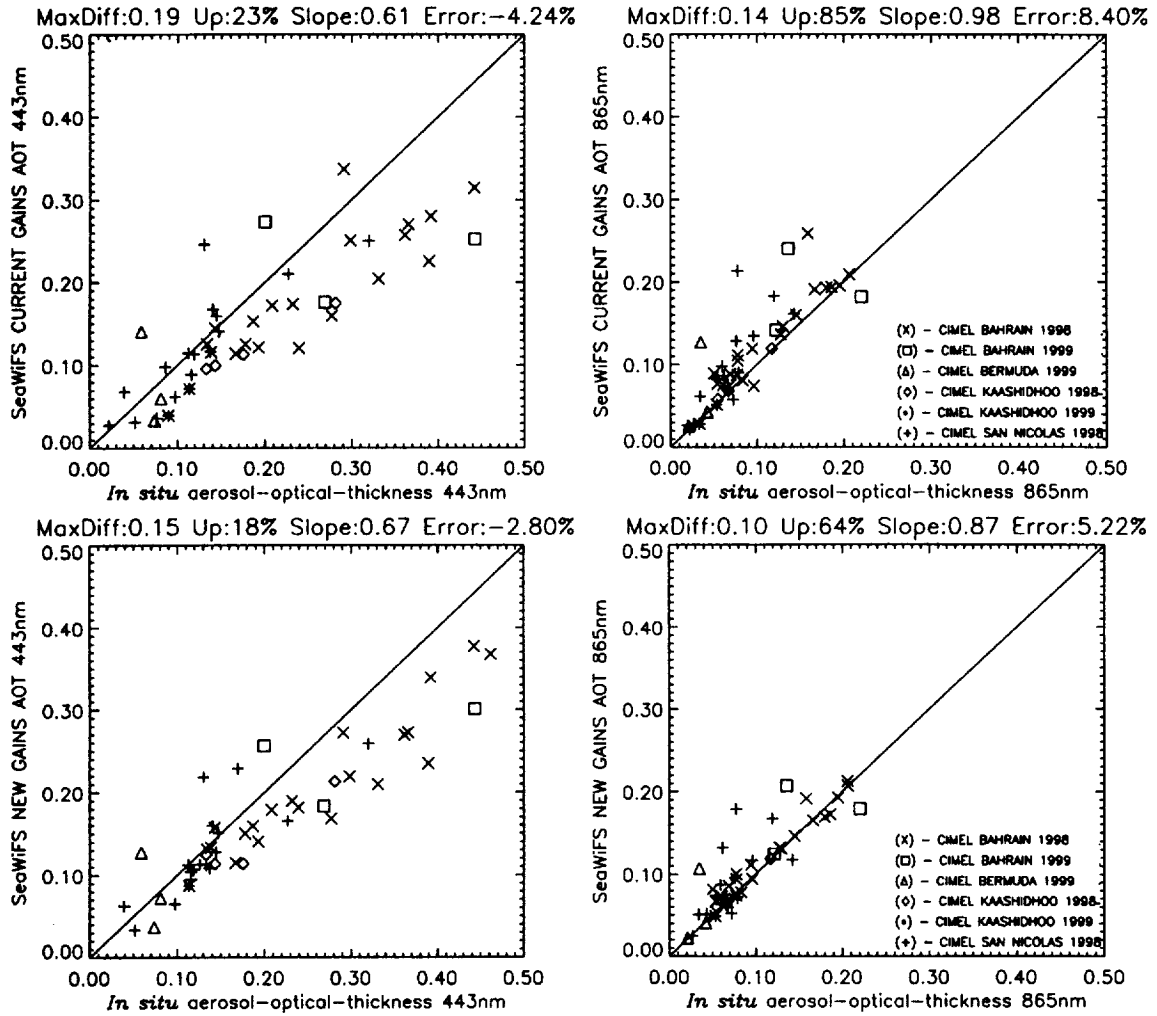 MaxDiff:0.19 Up:23% Slope:0.61 Error:−4.24%
SeaWiFS CURRENT GAINS AOT 443nm
0.50
0.40
0.30
0.20
0.10
0.00
0.00 0.10 0.20 0.30 0.40 0.50
In situ aerosol−optical−thickness 443nm
MaxDiff:0.14 Up:85% Slope:0.98 Error:8.40%
SeaWiFS CURRENT GAINS AOT 865nm
0.50
0.40
0.30
0.20
0.10
0.00
(x) − CIMEL BAHRAIN 1998
(□) − CIMEL BAHRAIN 1999
(△) − CIMEL BERMUDA 1999
(◇) − CIMEL KAASHIDHOO 1998
(∗) − CIMEL KAASHIDHOO 1999
(+) − CIMEL SAN NICOLAS 1998
0.00 0.10 0.20 0.30 0.40 0.50
In situ aerosol−optical−thickness 865nm
MaxDiff:0.15 Up:18% Slope:0.67 Error:−2.80%
SeaWiFS NEW GAINS AOT 443nm
0.50
0.40
0.30
0.20
0.10
0.00
0.00 0.10 0.20 0.30 0.40 0.50
In situ aerosol−optical−thickness 443nm
MaxDiff:0.10 Up:64% Slope:0.87 Error:5.22%
SeaWiFS NEW GAINS AOT 865nm
0.50
0.40
0.30
0.20
0.10
0.00
(x) − CIMEL BAHRAIN 1998
(□) − CIMEL BAHRAIN 1999
(△) − CIMEL BERMUDA 1999
(◇) − CIMEL KAASHIDHOO 1998
(∗) − CIMEL KAASHIDHOO 1999
(+) − CIMEL SAN NICOLAS 1998
0.00 0.10 0.20 0.30 0.40 0.50
In situ aerosol−optical−thickness 865nm